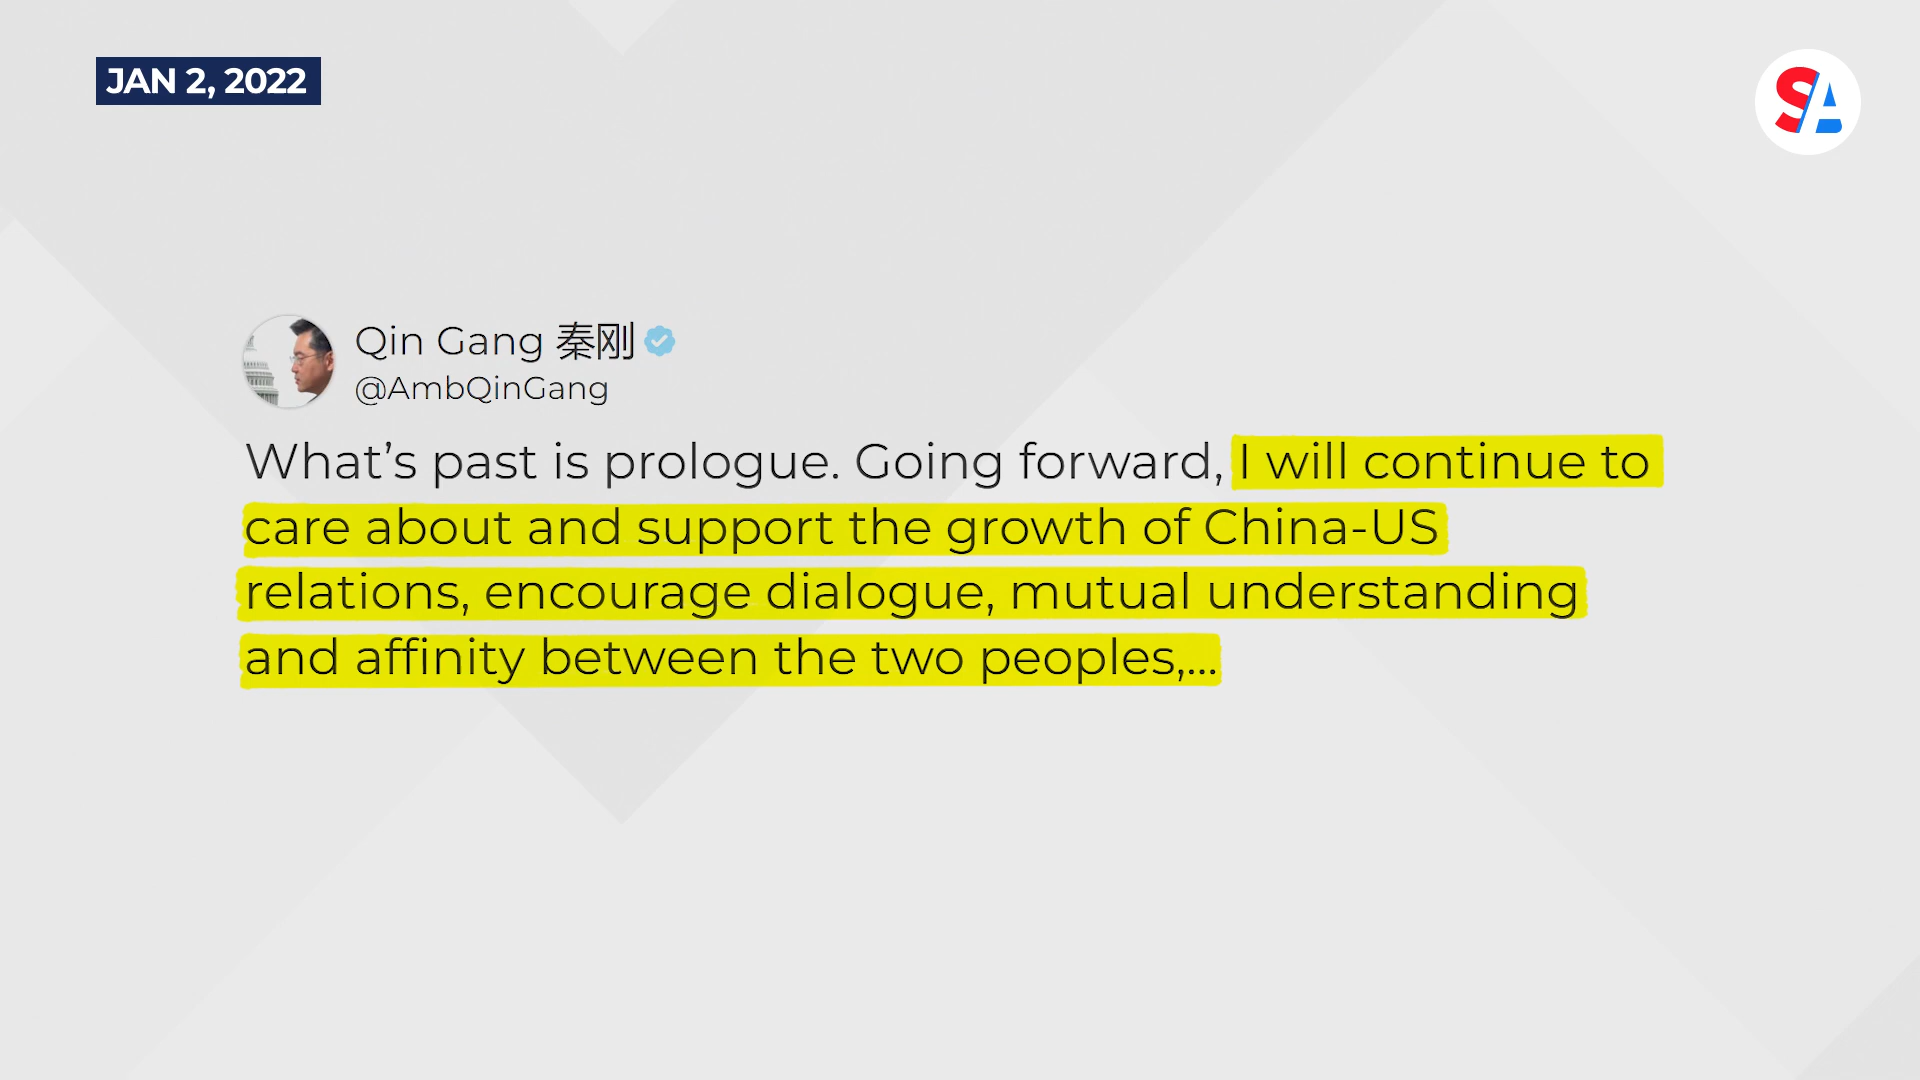 JAN 2, 2022
SA
Qin Gang 秦刚
@AmbQinGang
What’s past is prologue. Going forward, I will continue to
care about and support the growth of China-US
relations, encourage dialogue, mutual understanding
and affinity between the two peoples,...